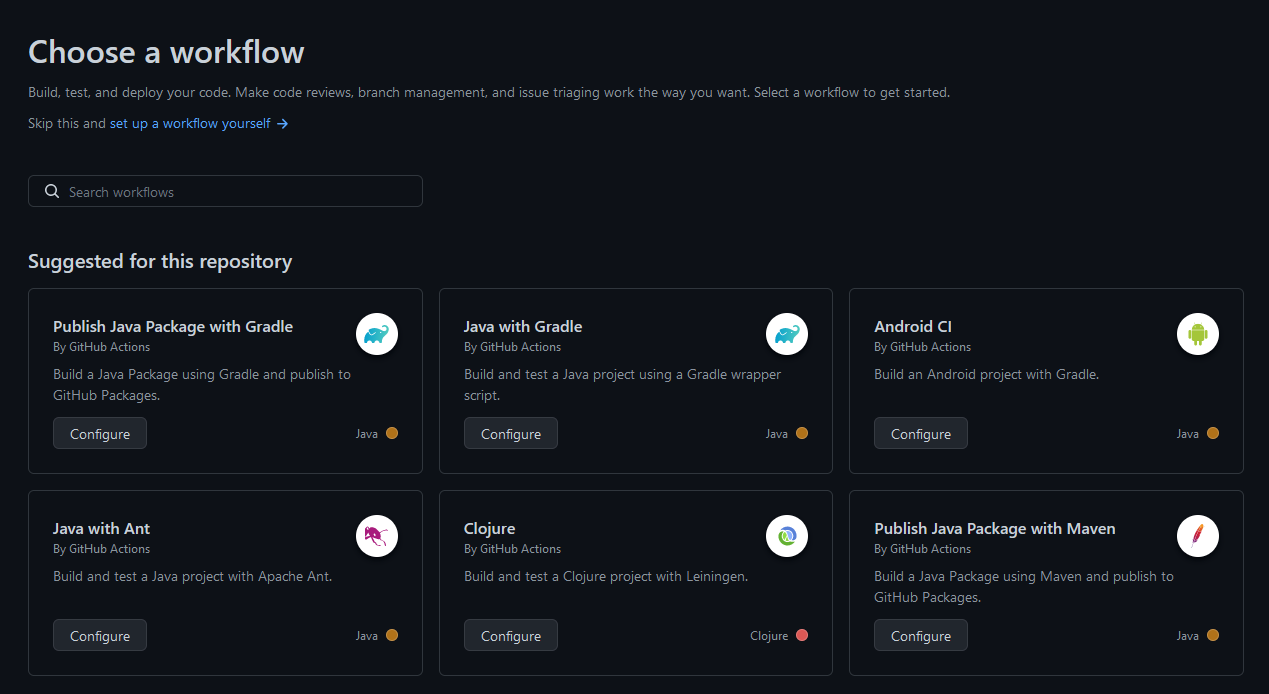 Choose a workflow
Build, test, and deploy your code. Make code reviews, branch management, and issue triaging work the way you want. Select a workflow to get started.
Skip this and set up a workflow yourself →
Search workflows
Suggested for this repository
Publish Java Package with Gradle
By GitHub Actions
Build a Java Package using Gradle and publish to
GitHub Packages.
Configure
Java
Java with Gradle
By GitHub Actions
Build and test a Java project using a Gradle wrapper
script.
Configure
Java
Android CI
By GitHub Actions
Build an Android project with Gradle.
Configure
Java
Java with Ant
By GitHub Actions
Build and test a Java project with Apache Ant.
Configure
Java
Clojure
By GitHub Actions
Build and test a Clojure project with Leiningen.
Configure
Clojure
Publish Java Package with Maven
By GitHub Actions
Build a Java Package using Maven and publish to
GitHub Packages.
Configure
Java